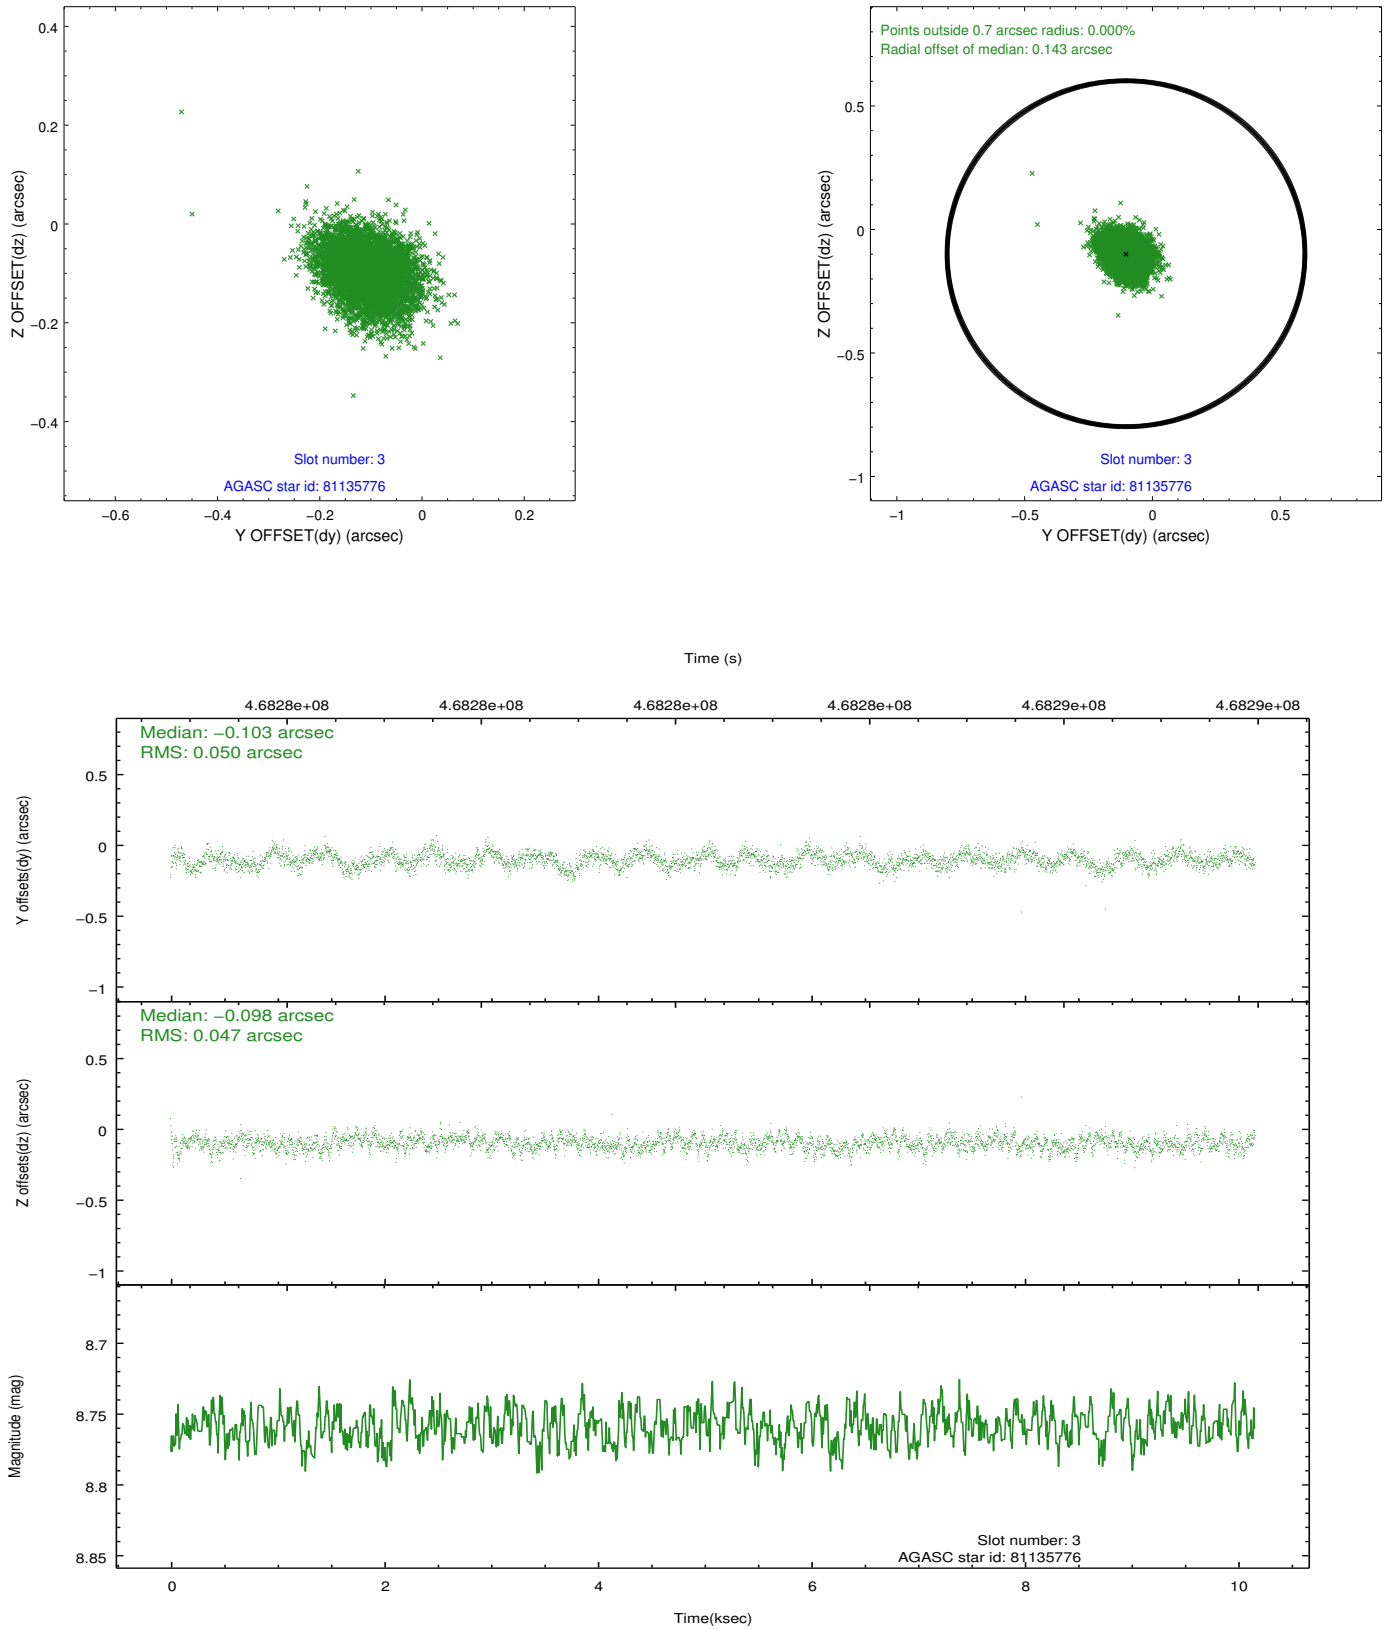 0.4
0.2
0
−0.2
−0.4
Z OFFSET(dz) (arcsec)
Slot number: 3
AGASC star id: 81135776
−0.6
−0.4
−0.2
0
0.2
Y OFFSET(dy) (arcsec)
Points outside 0.7 arcsec radius: 0.000%
Radial offset of median: 0.143 arcsec
0.5
0
−0.5
−1
Z OFFSET(dz) (arcsec)
Slot number: 3
AGASC star id: 81135776
−1
−0.5
0
0.5
Y OFFSET(dy) (arcsec)
Time (s)
4.6828e+08
4.6828e+08
4.6828e+08
4.6828e+08
4.6829e+08
4.6829e+08
Median: −0.103 arcsec
RMS: 0.050 arcsec
0.5
0
−0.5
−1
Y offsets(dy) (arcsec)
Median: −0.098 arcsec
RMS: 0.047 arcsec
0.5
0
−0.5
−1
Z offsets(dz) (arcsec)
8.7
8.75
8.8
8.85
Magnitude (mag)
Slot number: 3
AGASC star id: 81135776
0
2
4
6
8
10
Time(ksec)